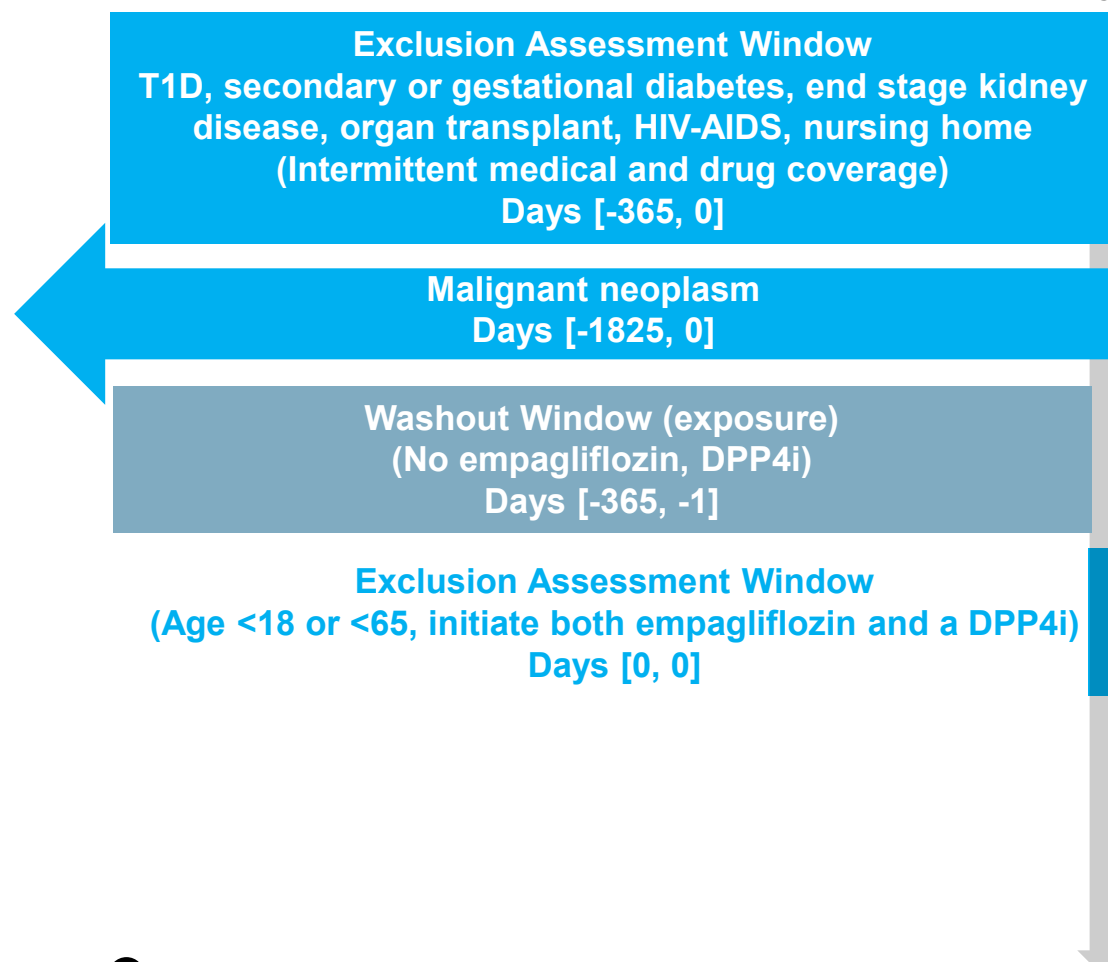 Exclusion Assessment Window
T1D, secondary or gestational diabetes, end stage kidney
disease, organ transplant, HIV-AIDS, nursing home
(Intermittent medical and drug coverage)
Days [-365, 0]
Malignant neoplasm
Days [-1825, 0]
Washout Window (exposure)
(No empagliflozin, DPP4i)
Days [-365, -1]
Exclusion Assessment Window
(Age <18 or <65, initiate both empagliflozin and a DPP4i)
Days [0, 0]